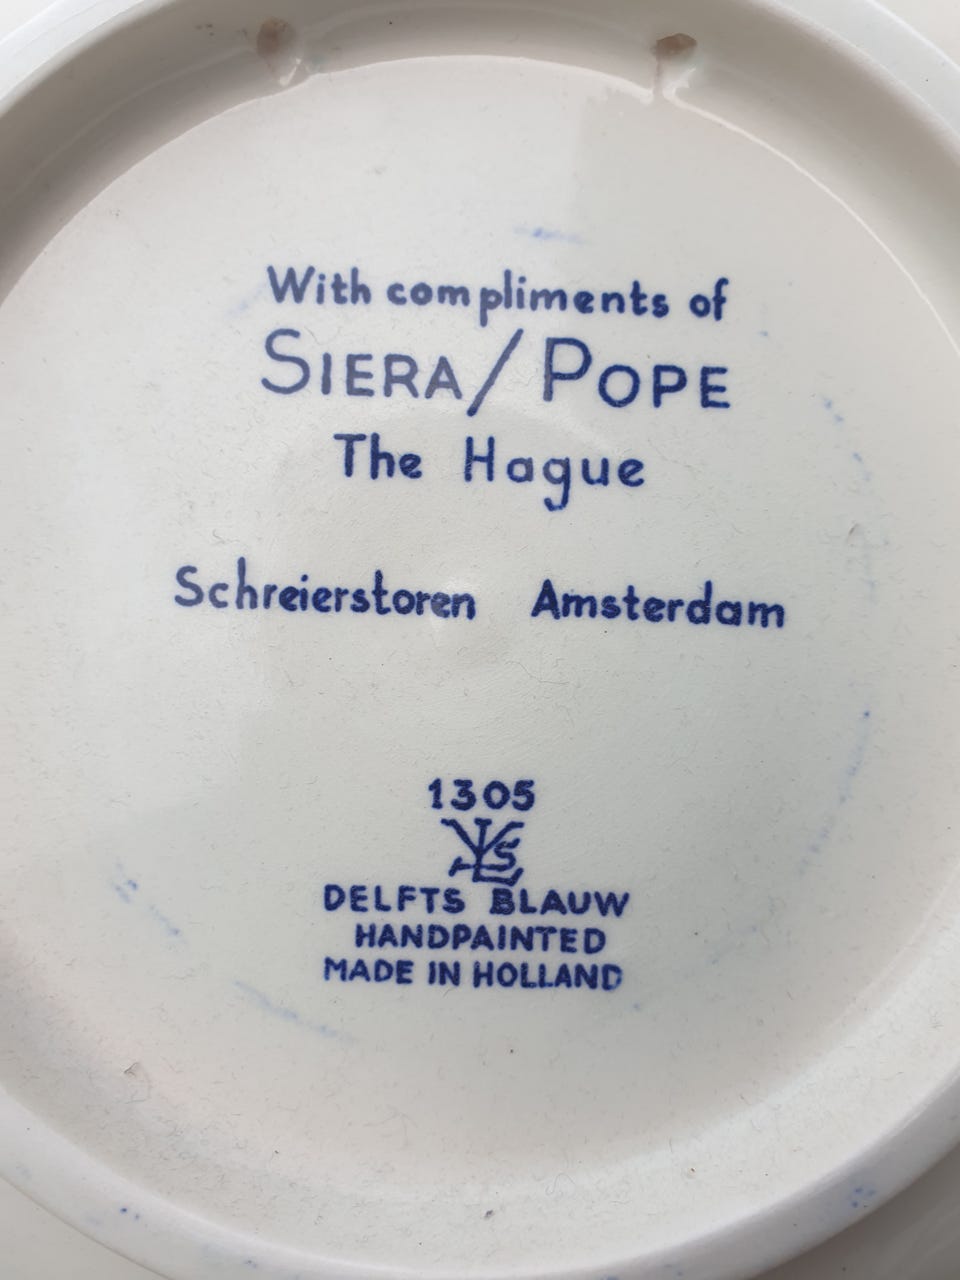 With compliments of
SIERA/POPE
The Hague
Schreierstoren Amsterdam
1305
DELFTS BLAUW
HANDPAINTED
MADE IN HOLLAND